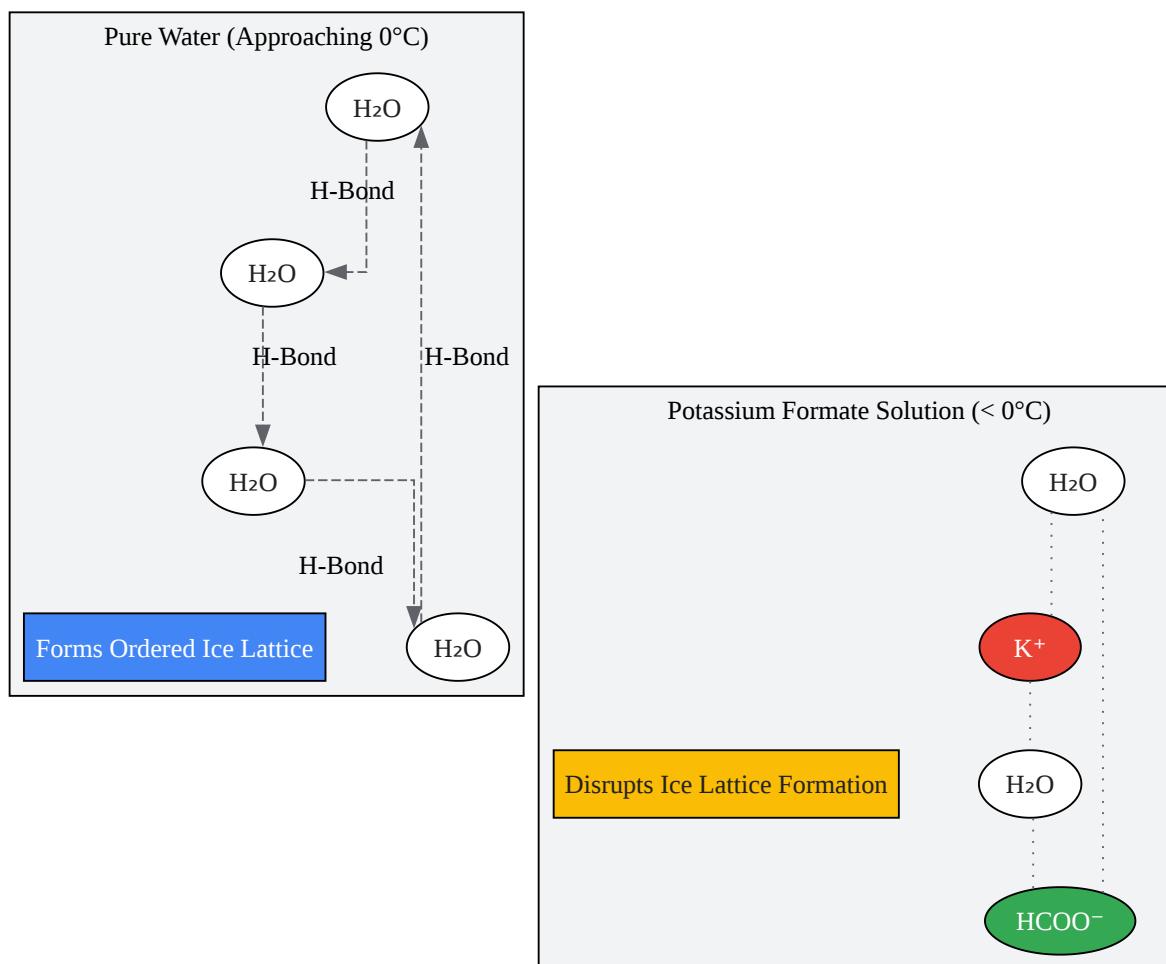 Pure Water (Approaching 0°C)
H₂O
H-Bond
H₂O
H-Bond
H-Bond
H₂O
H-Bond
Forms Ordered Ice Lattice
H₂O
Potassium Formate Solution (< 0°C)
H₂O
K⁺
Disrupts Ice Lattice Formation
H₂O
HCOO⁻